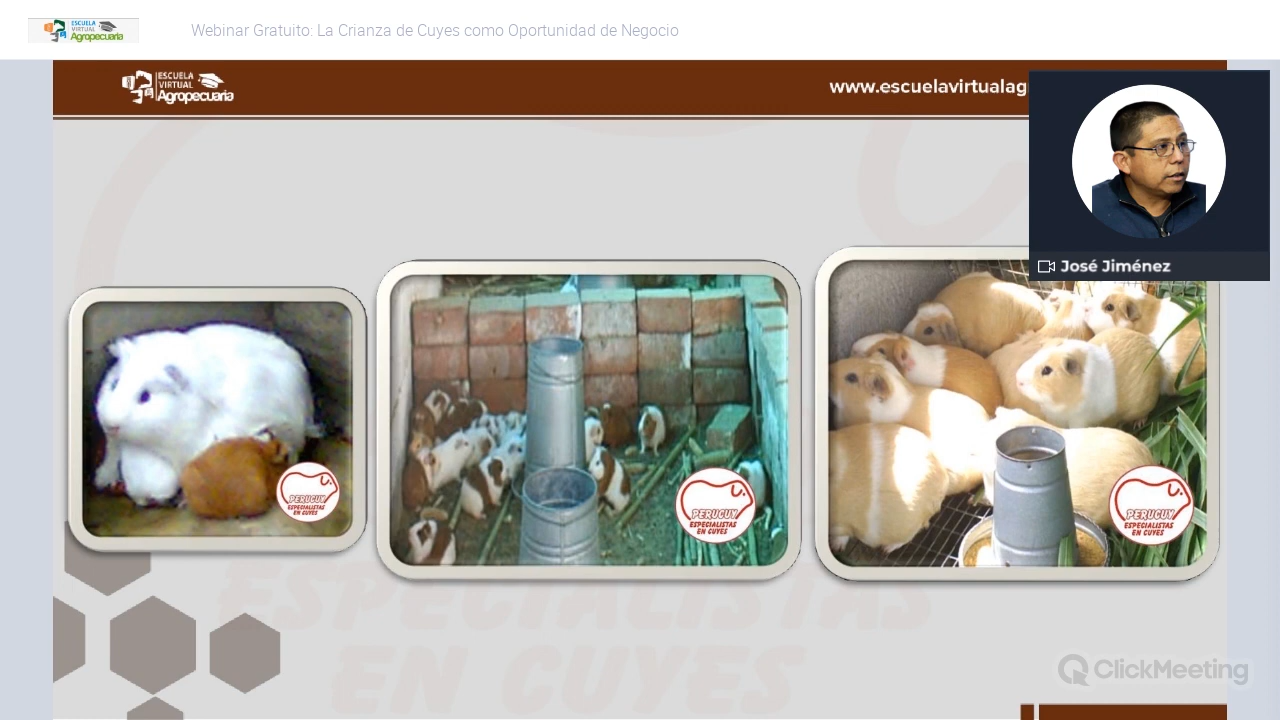 ESCUELA
VIRTUAL
Agropecuaria
Webinar Gratuito: La Crianza de Cuyes como Oportunidad de Negocio
ESCUELA
VIRTUAL
Agropecuaria
www.escuelavirtualag
José Jiménez
PERUCUY
ESPECIALISTAS
EN CUYES
PERUCUY
ESPECIALISTAS
EN CUYES
PERUCUY
ESPECIALISTAS
EN CUYES
ESPECIALISTAS
EN CUYES
ClickMeeting